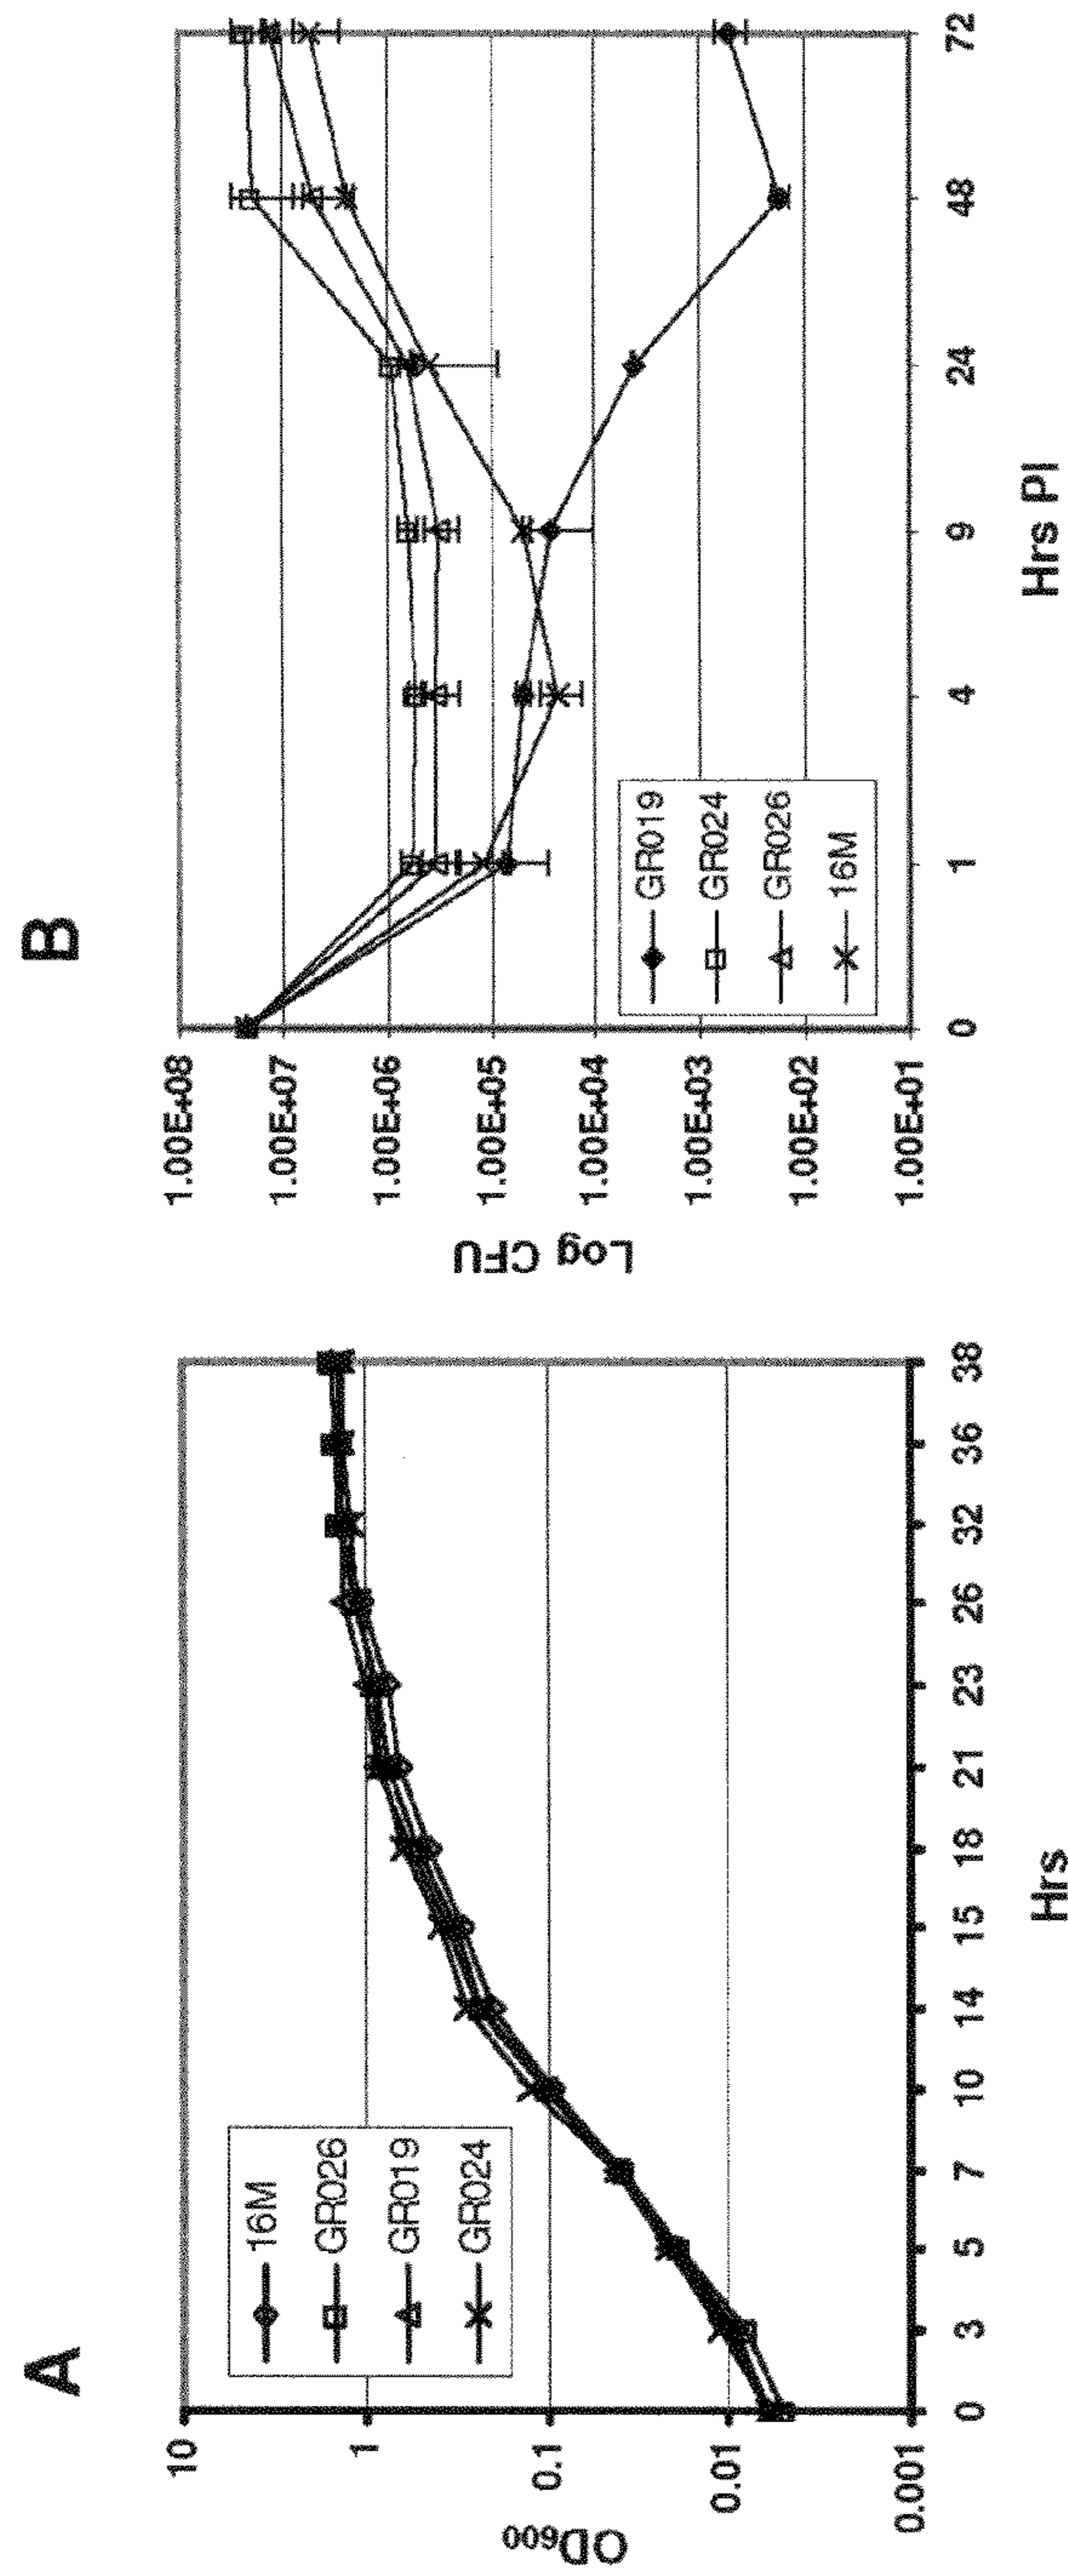 A
OD600
10
1
0.1
0.01
0.001
16M
GR026
GR019
GR024
0 3 5 7 10 14 15 18 21 23 26 32 36 38
Hrs
B
Log CFU
1.00E+08
1.00E+07
1.00E+06
1.00E+05
1.00E+04
1.00E+03
1.00E+02
1.00E+01
GR019
GR024
GR026
16M
0 1 4 9 24 48 72
Hrs PI